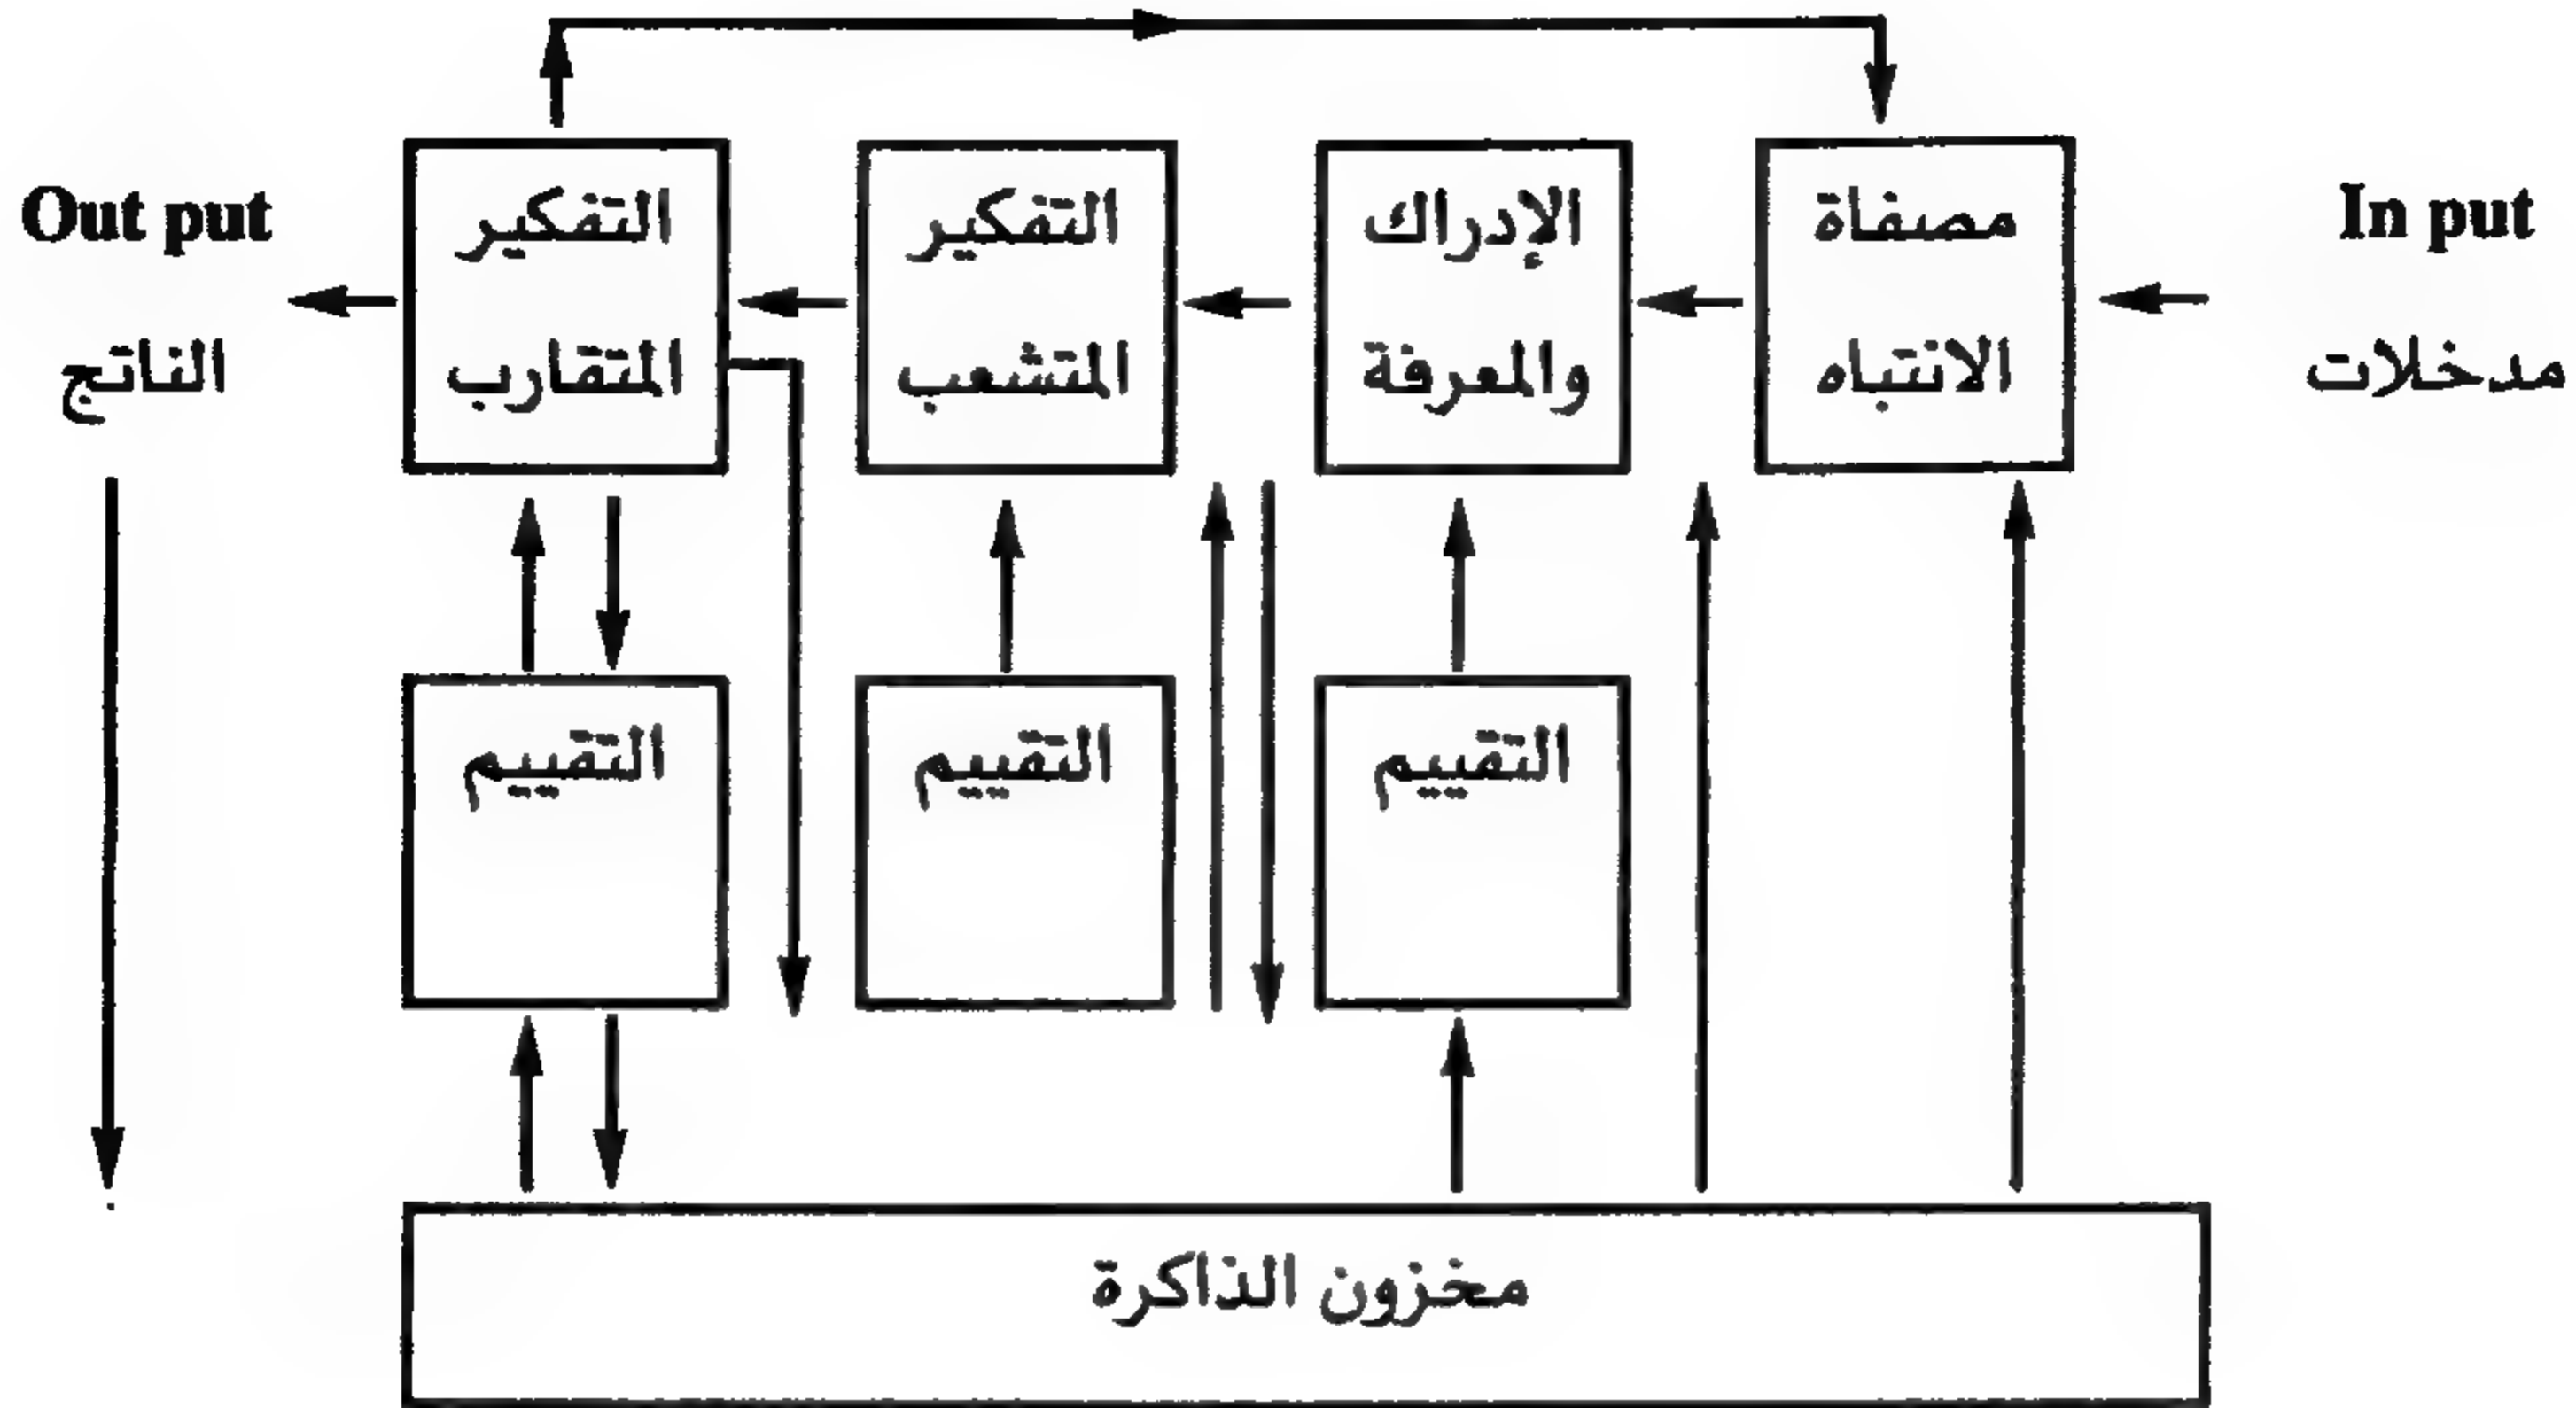 In put
مدخلات
مصفاة
الانتباه
الإدراك
والمعرفة
التفكير
المتشعب
التفكير
المتقارب
Out put
الناتج
التقييم
التقييم
التقييم
مخزون الذاكرة